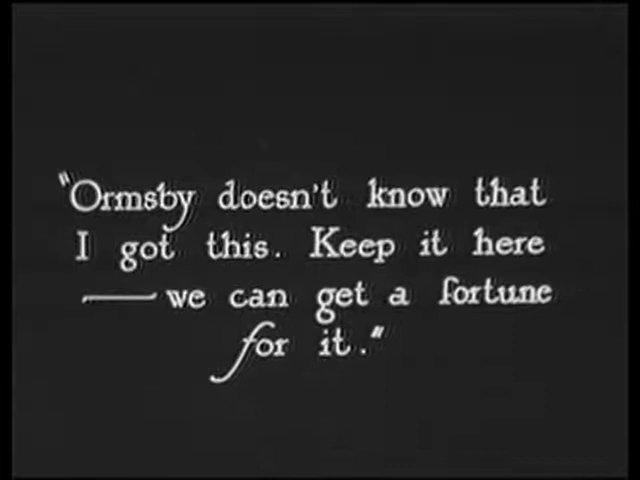 "Ormsby doesn't know that
I got this. Keep it here
—we can get a fortune
for it."